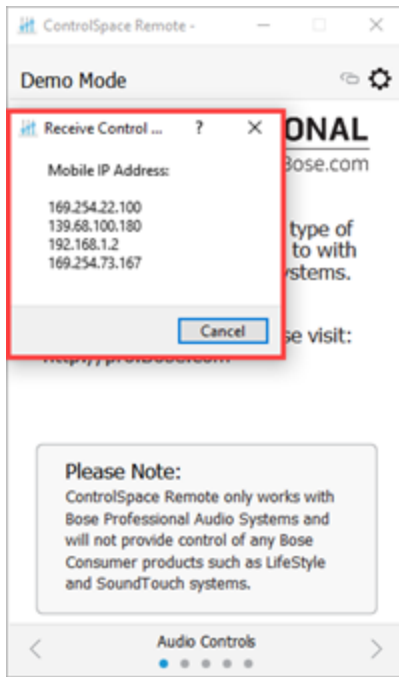 ControlSpace Remote -
Demo Mode
Receive Control ... ?
ONAL
Bose.com
Mobile IP Address:
169.254.22.100
139.68.100.180
192.168.1.2
169.254.73.167
type of
to with
stems.
Cancel
se visit:
Please Note:
ControlSpace Remote only works with
Bose Professional Audio Systems and
will not provide control of any Bose
Consumer products such as LifeStyle
and SoundTouch systems.
Audio Controls